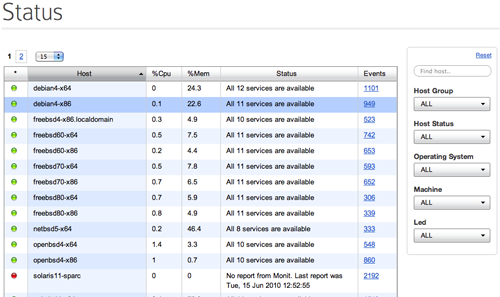 Status
1 2 15
Reset
Find host..
* Host %Cpu %Mem Status Events
debian4-x64 0 24.3 All 12 services are available 1101
debian4-x86 0.1 22.6 All 11 services are available 949
freebsd4-x86.localdomain 0.3 4.9 All 10 services are available 523
freebsd60-x64 0.5 7.5 All 11 services are available 742
freebsd60-x86 0.2 4.4 All 11 services are available 653
freebsd70-x64 0.5 7.8 All 11 services are available 593
freebsd70-x86 0.7 6.5 All 11 services are available 652
freebsd80-x64 0.7 5.9 All 11 services are available 306
freebsd80-x86 0.8 4.9 All 11 services are available 339
netbsd5-x64 0.2 46.4 All 8 services are available 333
openbsd4-x64 1.4 3.3 All 10 services are available 548
openbsd4-x86 1 0.7 All 10 services are available 860
solaris11-sparc 0 0 No report from Monit. Last report was 2192
Tue, 15 Jun 2010 12:52:55
Host Group
ALL
Host Status
ALL
Operating System
ALL
Machine
ALL
Led
ALL